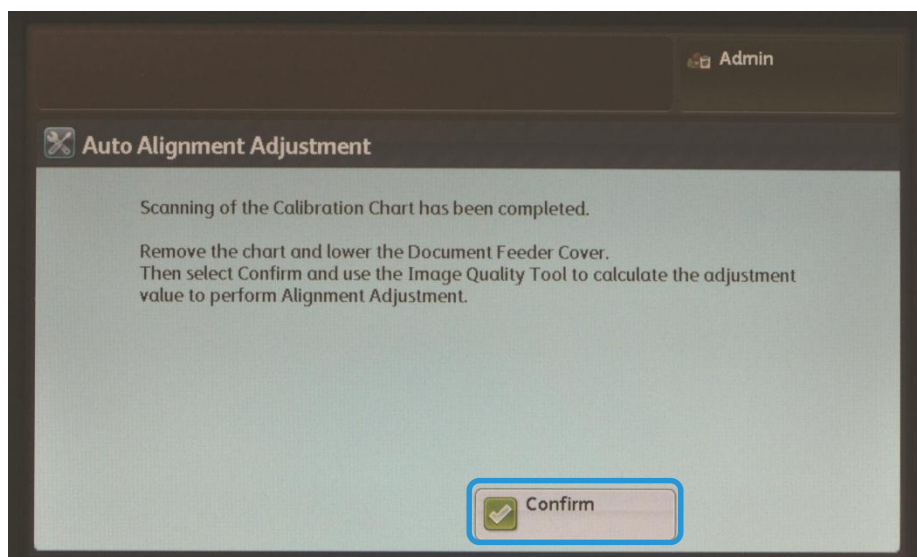 Admin
Auto Alignment Adjustment
Scanning of the Calibration Chart has been completed.
Remove the chart and lower the Document Feeder Cover.
Then select Confirm and use the Image Quality Tool to calculate the adjustment
value to perform Alignment Adjustment.
Confirm